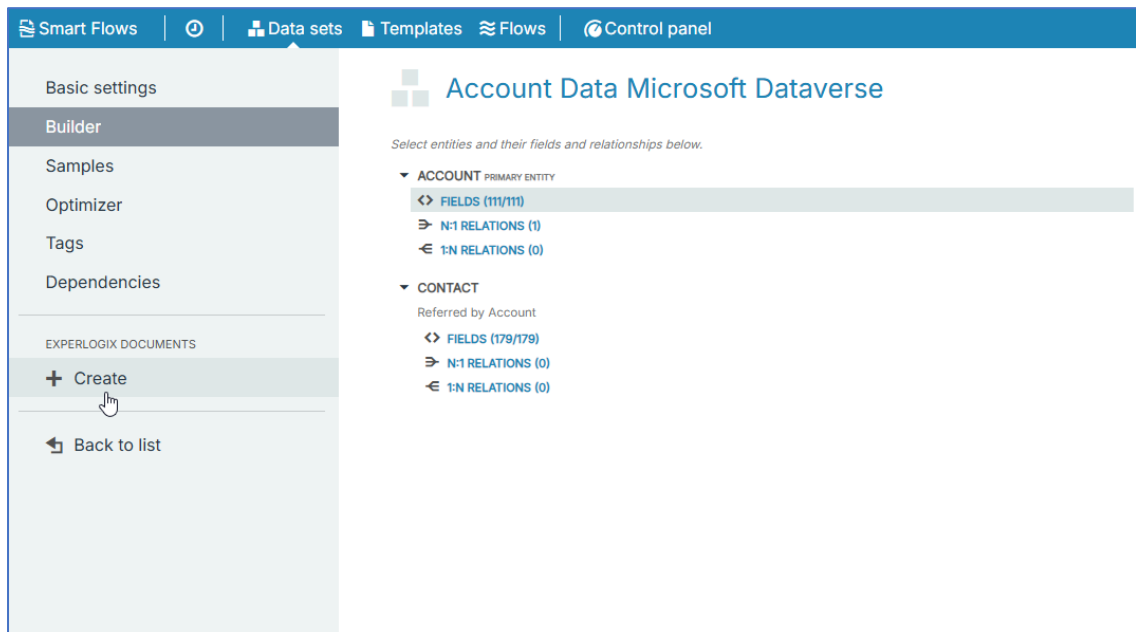 Smart Flows Data sets Templates Flows Control panel
Basic settings
Builder
Samples
Optimizer
Tags
Dependencies
EXPERLOGIX DOCUMENTS
Create
Back to list
Account Data Microsoft Dataverse
Select entities and their fields and relationships below.
ACCOUNT PRIMARY ENTITY
FIELDS (111/111)
N:1 RELATIONS (1)
1:N RELATIONS (0)
CONTACT
Referred by Account
FIELDS (179/179)
N:1 RELATIONS (0)
1:N RELATIONS (0)